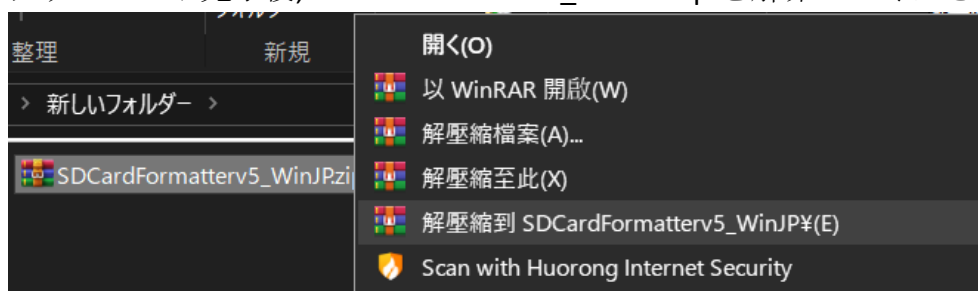 整理
新規
> 新しいフォルダー >
SDCardFormatterv5_WinJP.zip
開く(O)
以 WinRAR 開啟(W)
解壓縮檔案(A)...
解壓縮至此(X)
解壓縮到 SDCardFormatterv5_WinJP¥(E)
Scan with Huorong Internet Security